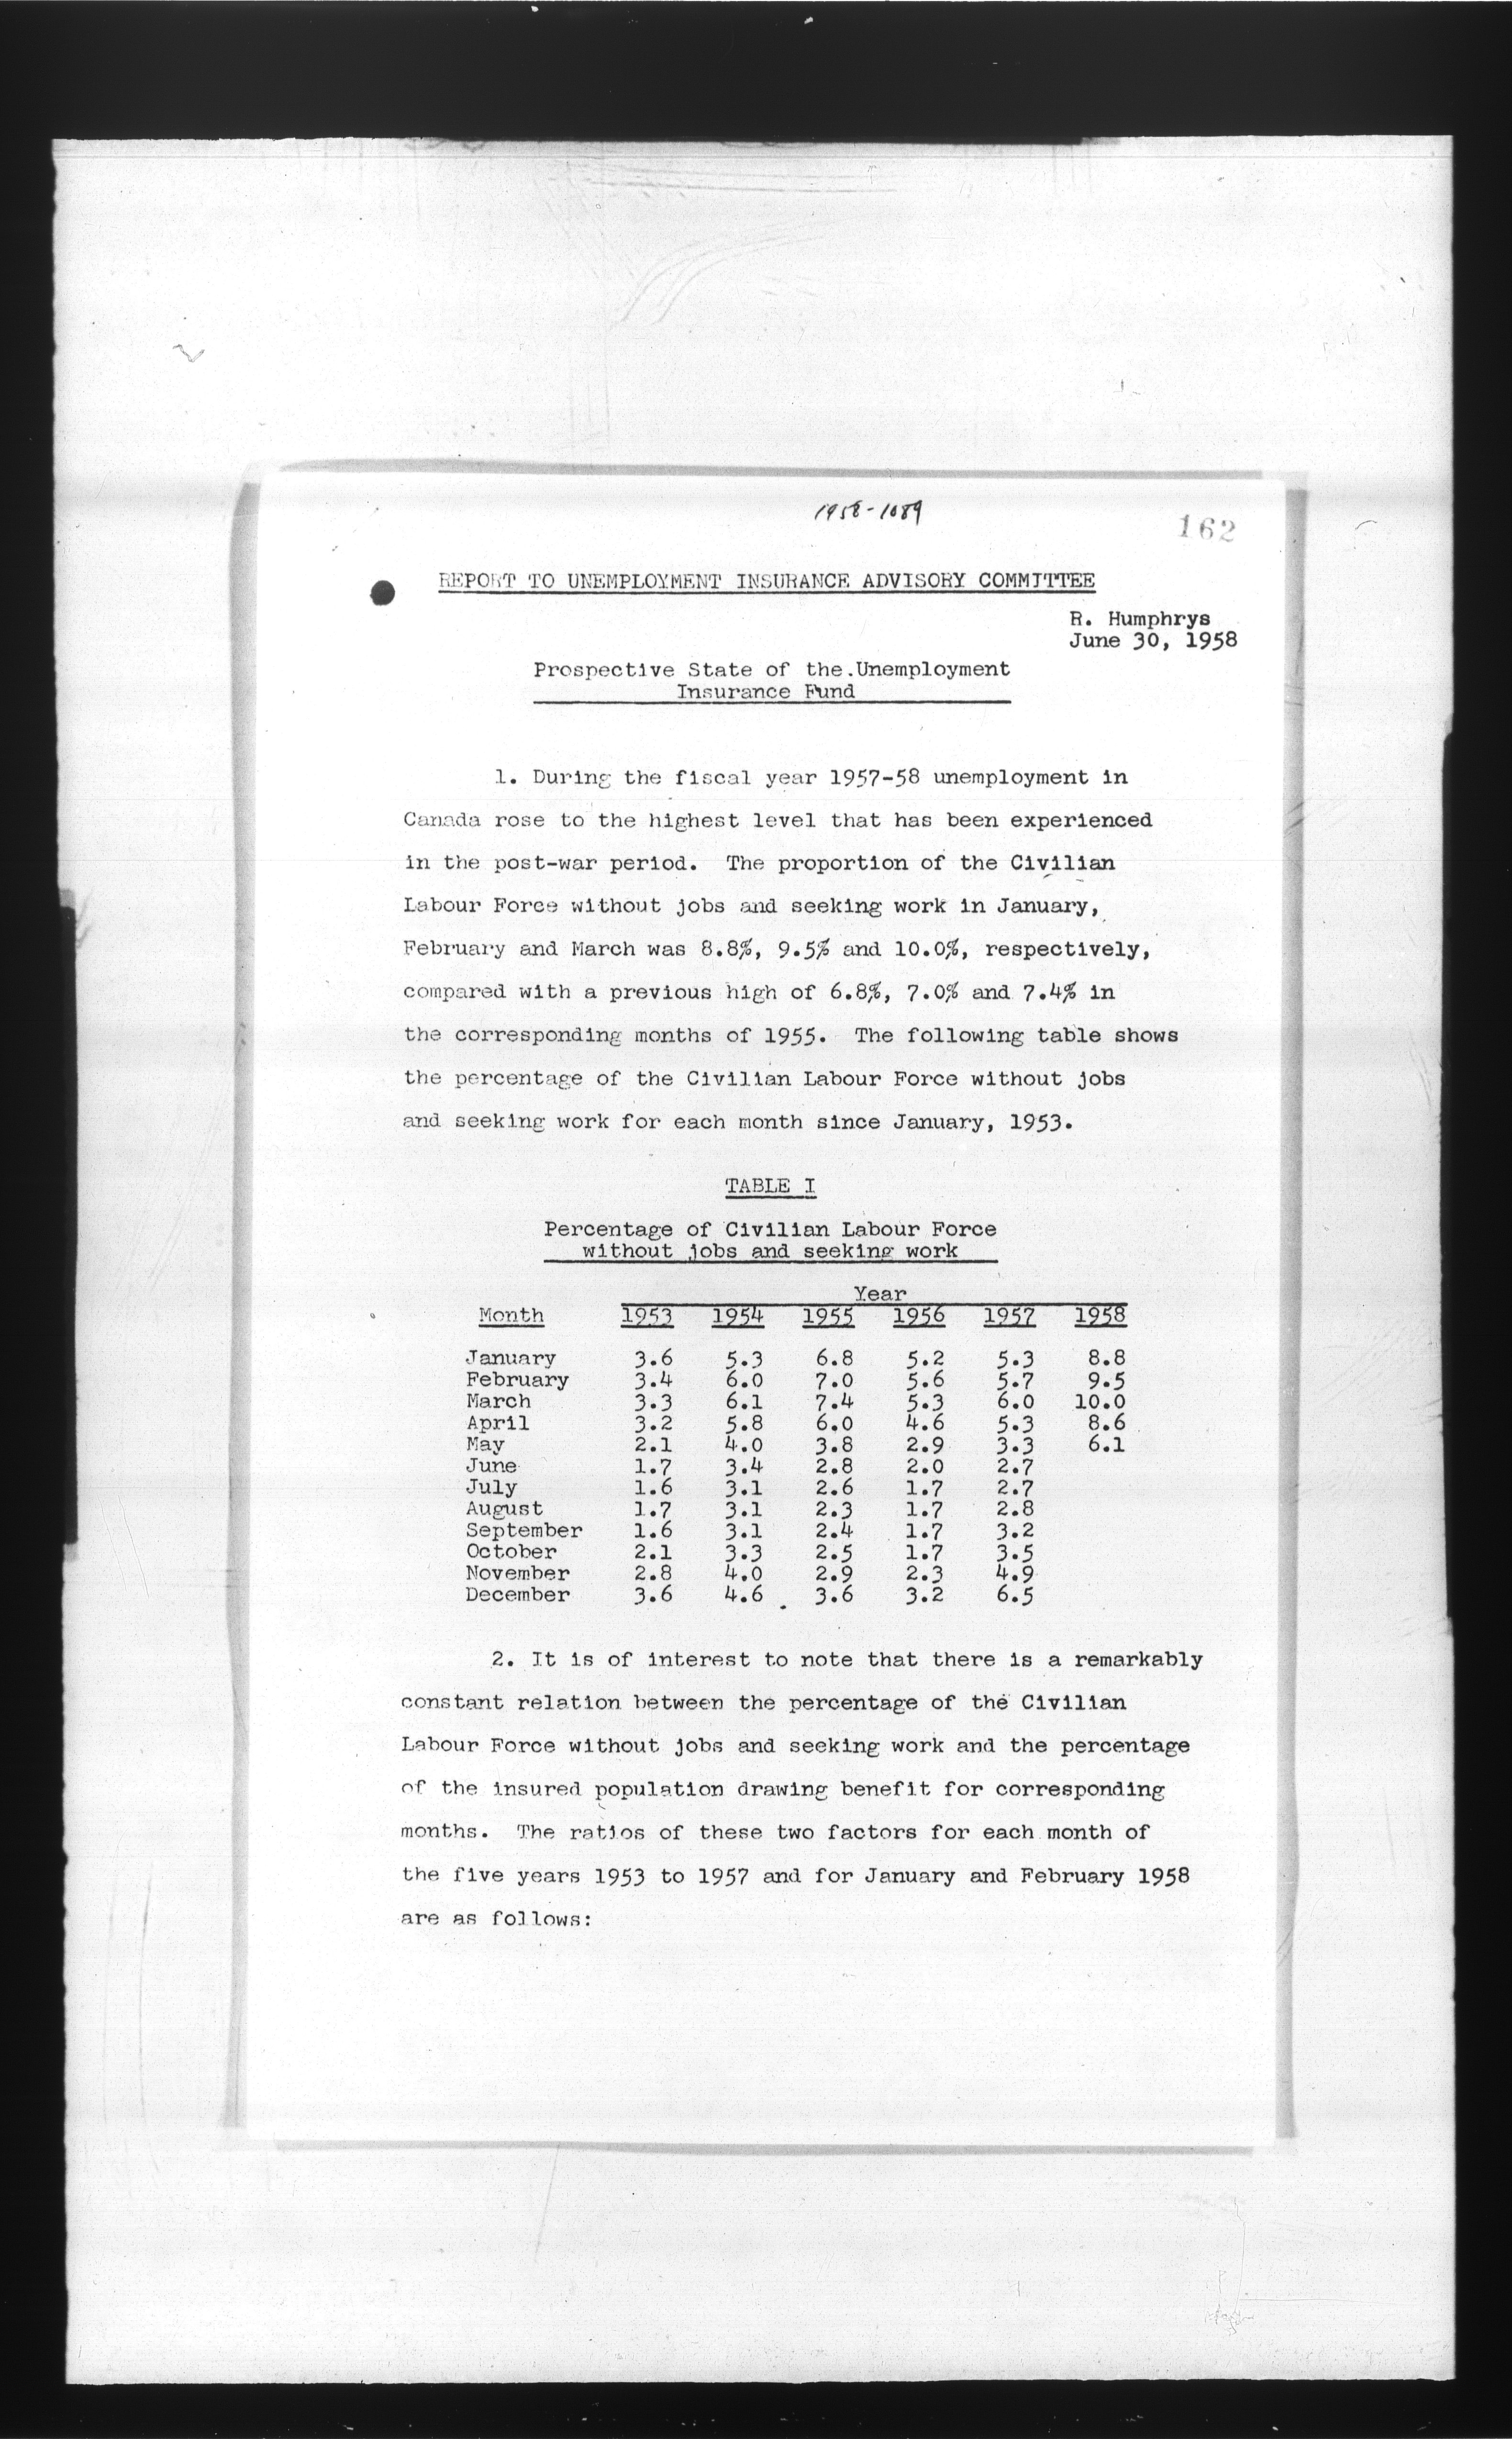 1958-1089
162
REPORT TO UNEMPLOYMENT INSURANCE ADVISORY COMMITTEE
R. Humphrys
June 30, 1958
Prospective State of the Unemployment
Insurance Fund
1. During the fiscal year 1957-58 unemployment in
Canada rose to the highest level that has been experienced
in the post-war period. The proportion of the Civilian
Labour Force without jobs and seeking work in January,
February and March was 8.8%, 9.5% and 10.0%, respectively,
compared with a previous high of 6.8%, 7.0% and 7.4% in
the corresponding months of 1955. The following table shows
the percentage of the Civilian Labour Force without jobs
and seeking work for each month since January, 1953.
TABLE I
Percentage of Civilian Labour Force
without jobs and seeking work
Year
Month 1953 1954 1955 1956 1957 1958
January 3.6 5.3 6.8 5.2 5.3 8.8
February 3.4 6.0 7.0 5.6 5.7 9.5
March 3.3 6.1 7.4 5.3 6.0 10.0
April 3.2 5.8 6.0 4.6 5.3 8.6
May 2.1 4.0 3.8 2.9 3.3 6.1
June 1.7 3.4 2.8 2.0 2.7
July 1.6 3.1 2.6 1.7 2.7
August 1.7 3.1 2.3 1.7 2.8
September 1.6 3.1 2.4 1.7 3.2
October 2.1 3.3 2.5 1.7 3.5
November 2.8 4.0 2.9 2.3 4.9
December 3.6 4.6 3.6 3.2 6.5
2. It is of interest to note that there is a remarkably
constant relation between the percentage of the Civilian
Labour Force without jobs and seeking work and the percentage
of the insured population drawing benefit for corresponding
months. The ratios of these two factors for each month of
the five years 1953 to 1957 and for January and February 1958
are as follows: